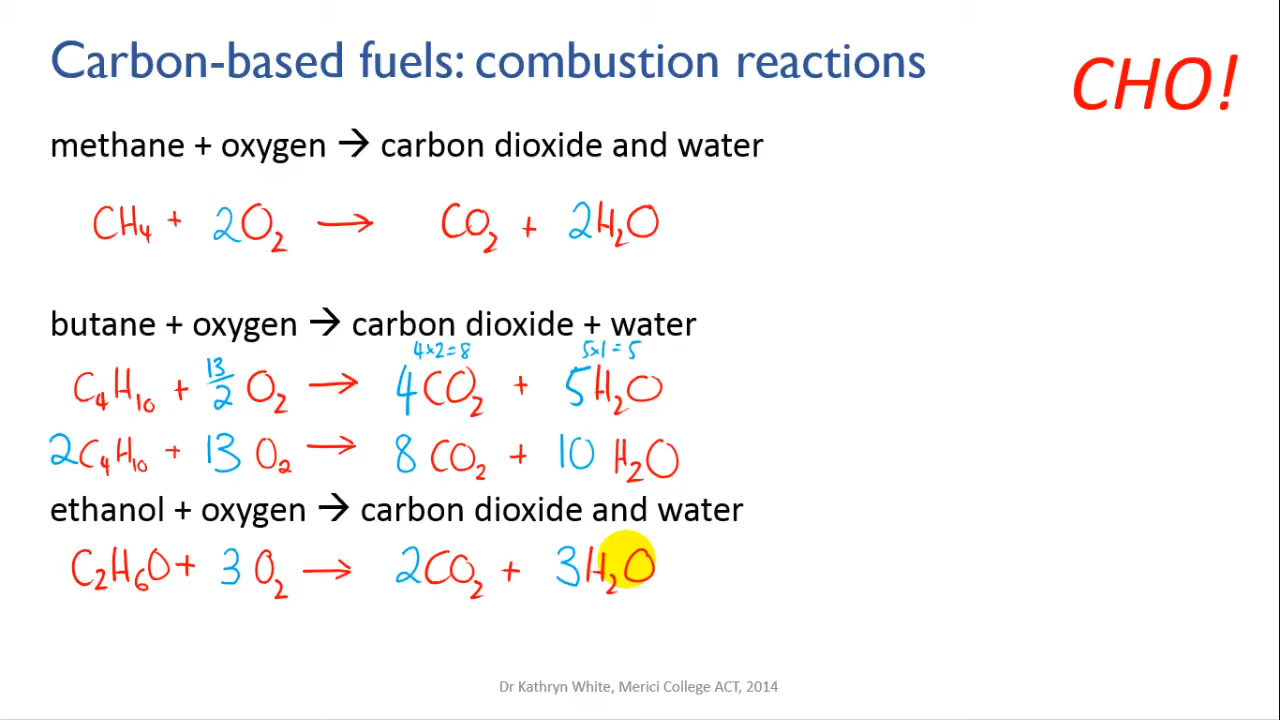 Carbon-based fuels: combustion reactions
CHO!
methane + oxygen → carbon dioxide and water
CH₄ + 2O₂ → CO₂ + 2H₂O
butane + oxygen → carbon dioxide + water
4×2=8 5×1=5
C₄H₁₀ + 13/2 O₂ → 4CO₂ + 5H₂O
2C₄H₁₀ + 13 O₂ → 8 CO₂ + 10 H₂O
ethanol + oxygen → carbon dioxide and water
C₂H₆O + 3 O₂ → 2CO₂ + 3H₂O
Dr Kathryn White, Merici College ACT, 2014